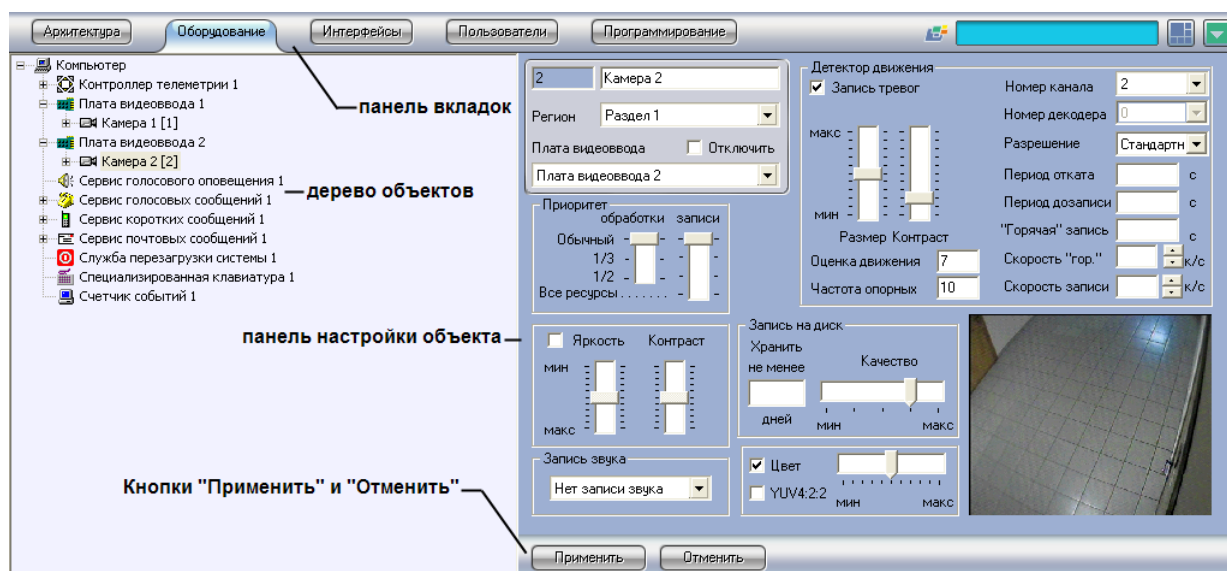 Архитектура
Оборудование
Интерфейсы
Пользователи
Программирование
Компьютер
Контроллер телеметрии 1
Плата видеоввода 1
Камера 1 [1]
Плата видеоввода 2
Камера 2 [2]
Сервис голосового оповещения 1
Сервис голосовых сообщений 1
Сервис коротких сообщений 1
Сервис почтовых сообщений 1
Служба перезагрузки системы 1
Специализированная клавиатура 1
Счетчик событий 1
панель вкладок
дерево объектов
панель настройки объекта
Кнопки "Применить" и "Отменить"
2
Камера 2
Регион
Раздел 1
Плата видеоввода
Отключить
Плата видеоввода 2
Приоритет
обработки записи
Обычный
1/3
1/2
Все ресурсы.......
Яркость
Контраст
мин
макс
Запись звука
Нет записи звука
Детектор движения
Запись тревог
макс
мин
Размер Контраст
Оценка движения 7
Частота опорных 10
Номер канала 2
Номер декодера 0
Разрешение Стандартн
Период отката с
Период дозаписи с
"Горячая" запись с
Скорость "гор." к/с
Скорость записи к/с
Запись на диск
Хранить
не менее
дней
Качество
мин макс
Цвет
YUV4:2:2
мин макс
Применить
Отменить